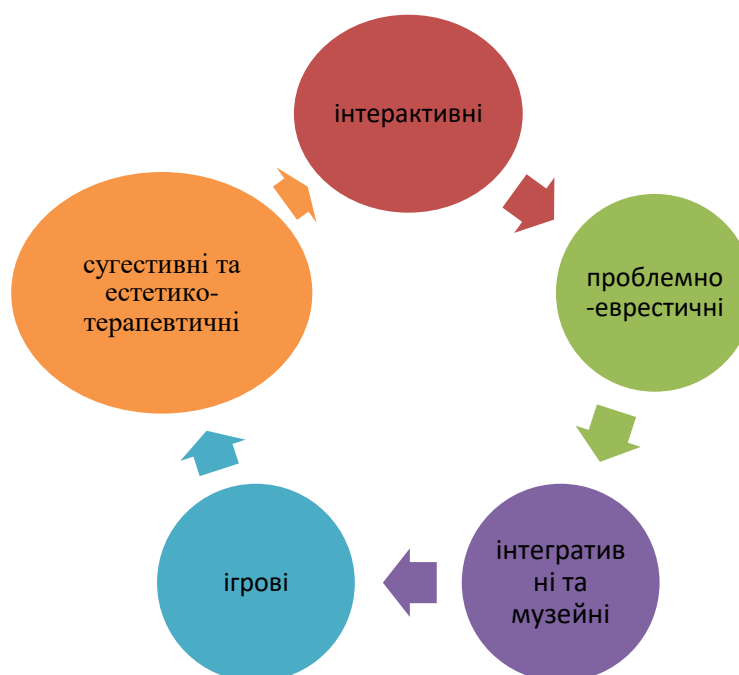 інтерактивні
проблемно
-еврестичні
інтегратив
ні та
музейні
ігрові
сугестивні та
естетико-
терапевтичні